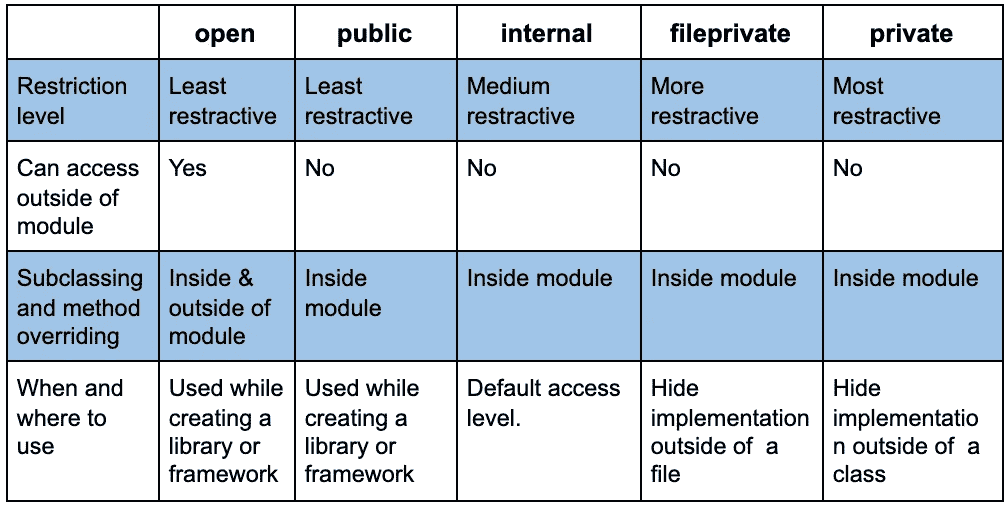 open public internal fileprivate private
Restriction Least Least Medium More Most
level restractive restractive restractive restractive restractive
Can access Yes No No No No
outside of
module
Subclassing Inside & Inside Inside module Inside module Inside module
and method outside of module
overriding module
When and Used while Used while Default access Hide Hide
where to creating a creating a level. implementation implementatio
use library or library or outside of a n outside of a
framework framework file class